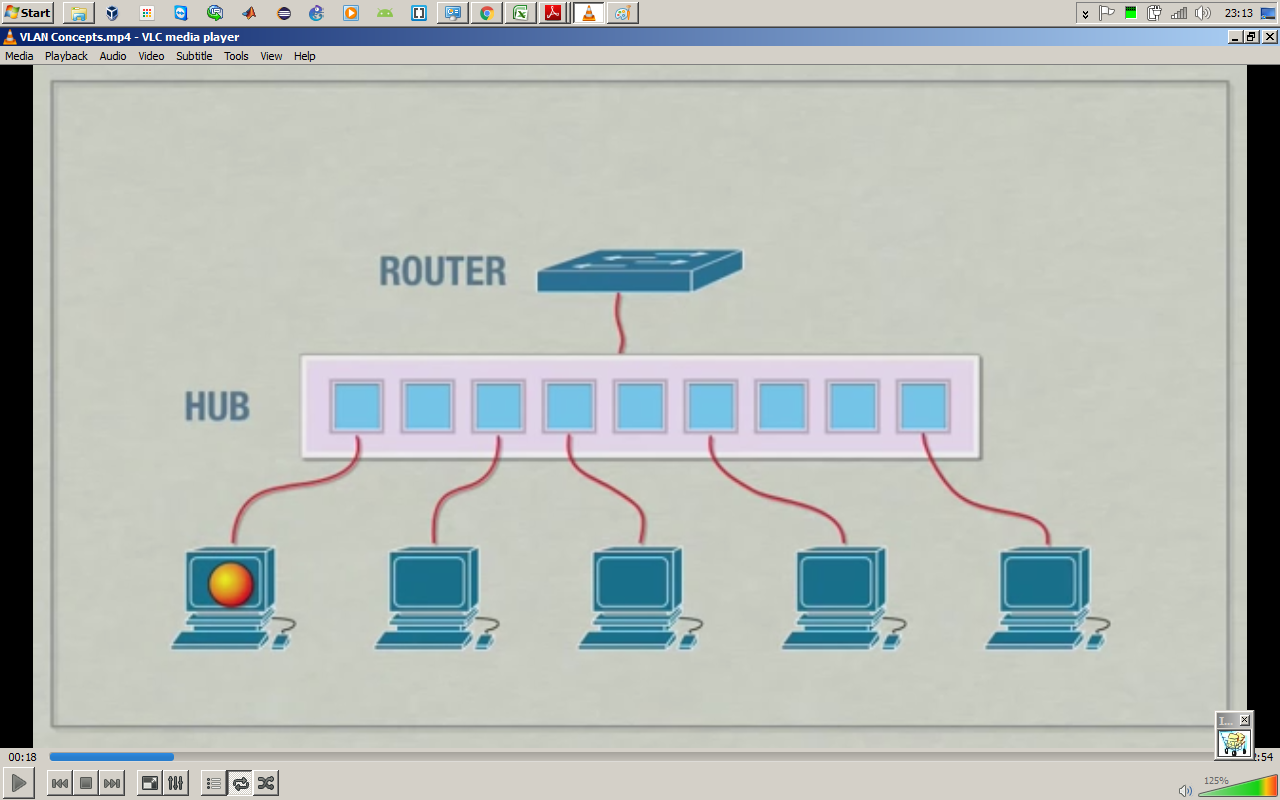 Start
23:13
VLAN Concepts.mp4 - VLC media player
Media Playback Audio Video Subtitle Tools View Help
ROUTER
HUB
I...
00:18
:54
125%